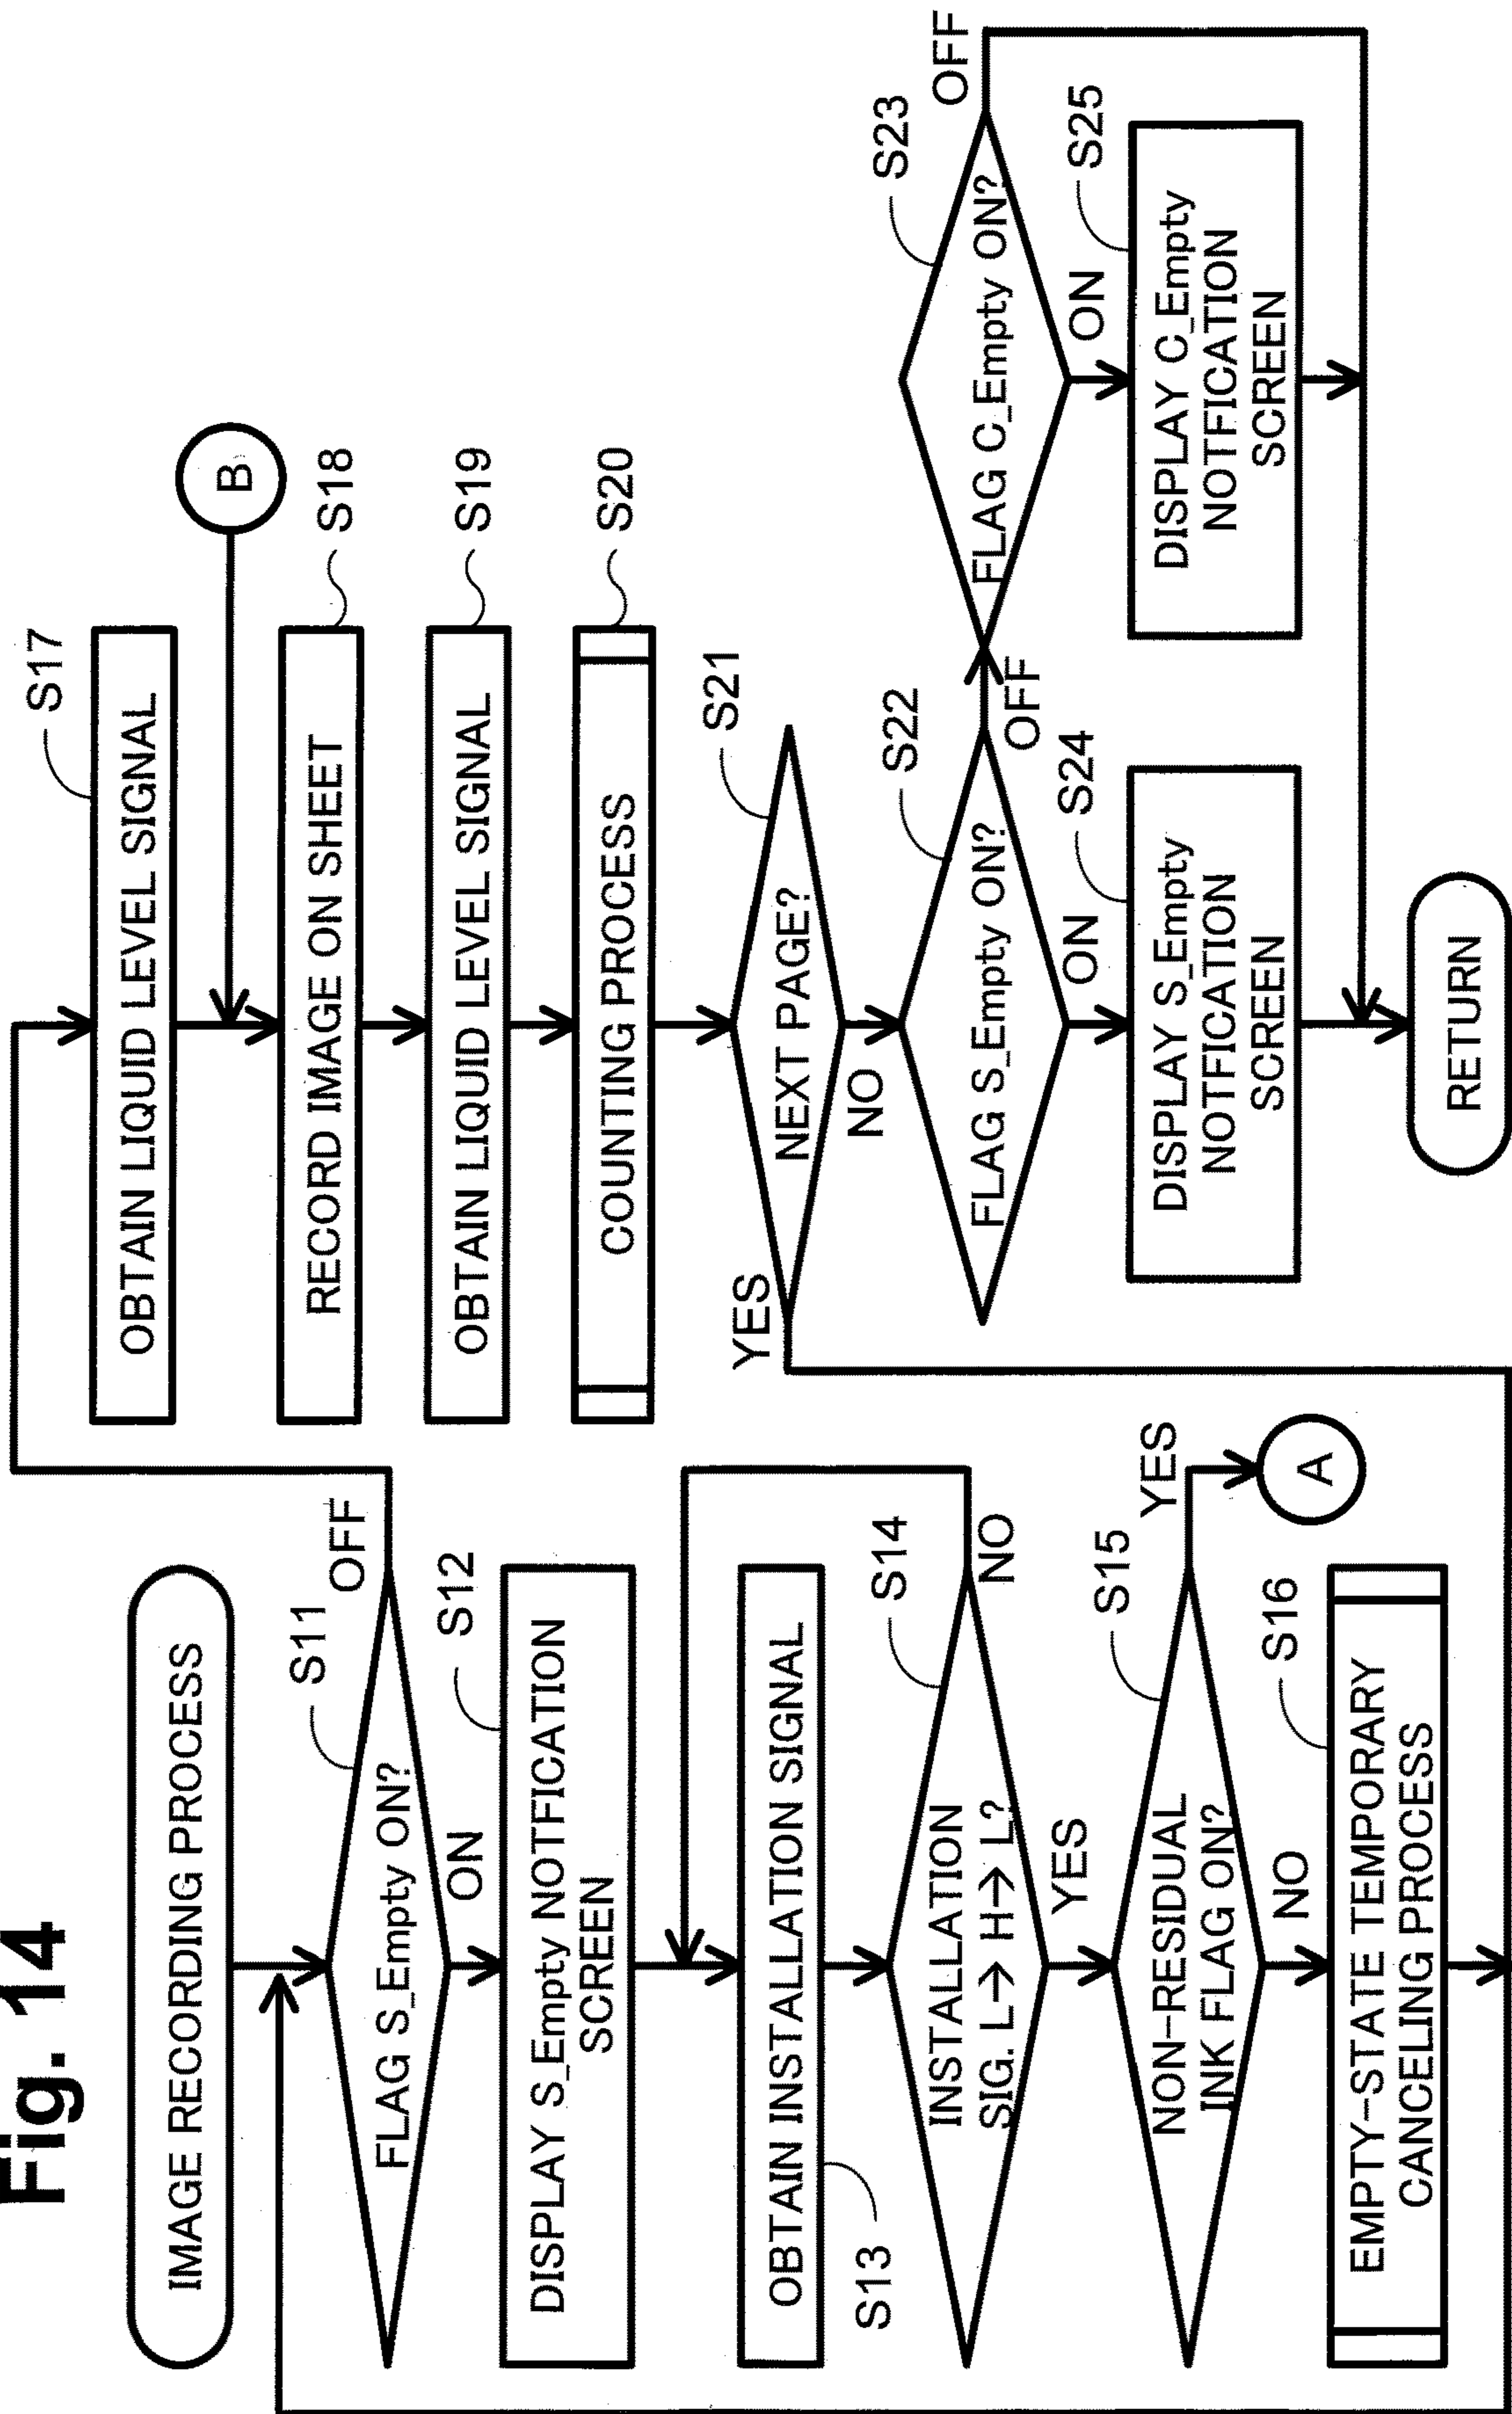 Fig. 14
IMAGE RECORDING PROCESS
S11
FLAG S_Empty ON?
OFF
ON
S12
DISPLAY S_Empty NOTFICATION
SCREEN
OBTAIN INSTALLATION SIGNAL
S13
S14
INSTALLATION
SIG. L→ H→ L?
NO
YES
S15
NON-RESIDUAL
INK FLAG ON?
YES
A
NO
S16
EMPTY-STATE TEMPORARY
CANCELING PROCESS
S17
OBTAIN LIQUID LEVEL SIGNAL
B
S18
RECORD IMAGE ON SHEET
S19
OBTAIN LIQUID LEVEL SIGNAL
S20
COUNTING PROCESS
S21
NEXT PAGE?
YES
NO
S22
FLAG S_Empty ON?
OFF
ON
S23
FLAG C_Empty ON?
OFF
ON
S24
DISPLAY S_Empty
NOTFICATION
SCREEN
S25
DISPLAY C_Empty
NOTFICATION
SCREEN
RETURN